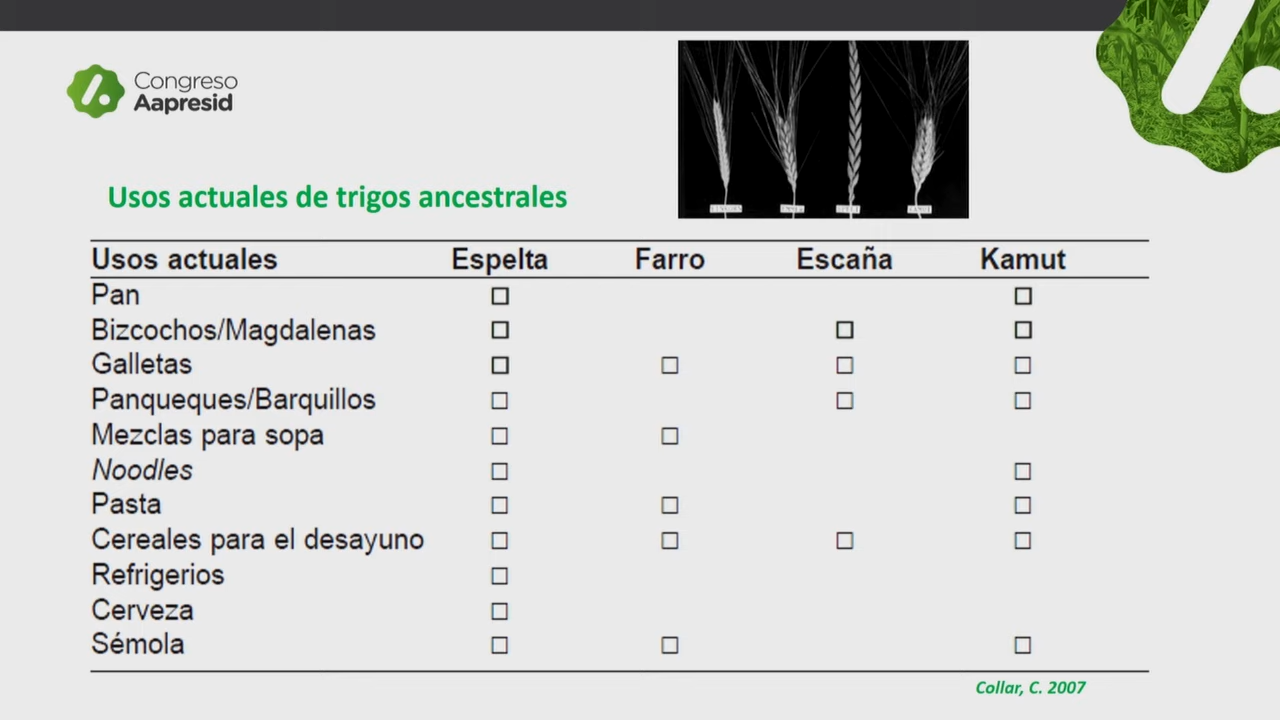 Congreso
Aapresid
Usos actuales de trigos ancestrales
Usos actuales Espelta Farro Escaña Kamut
Pan □ □
Bizcochos/Magdalenas □ □ □
Galletas □ □ □ □
Panqueques/Barquillos □ □ □
Mezclas para sopa □ □
Noodles □ □
Pasta □ □ □
Cereales para el desayuno □ □ □ □
Refrigerios □
Cerveza □
Sémola □ □ □
Collar, C. 2007